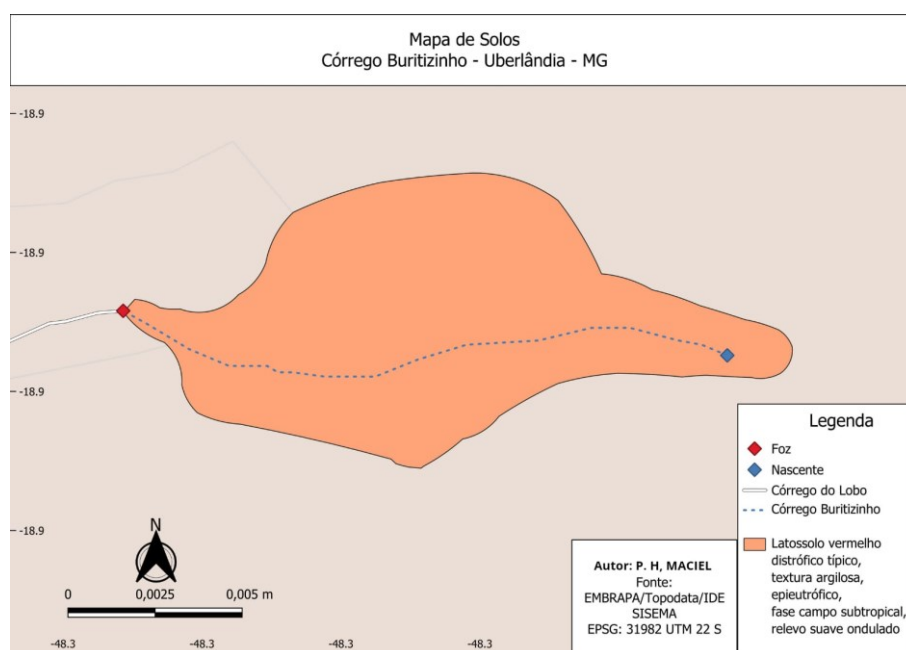 Mapa de Solos
Córrego Buritizinho - Uberlândia - MG
-18.9
-18.9
-18.9
-18.9
N
0 0,0025 0,005 m
-48.3 -48.3 -48.3 -48.3
Autor: P. H, MACIEL
Fonte:
EMBRAPA/Topodata/IDE
SISEMA
EPSG: 31982 UTM 22 S
Legenda
Foz
Nascente
Córrego do Lobo
Córrego Buritizinho
Latossolo vermelho
distrófico típico,
textura argilosa,
epieutrófico,
fase campo subtropical,
relevo suave ondulado